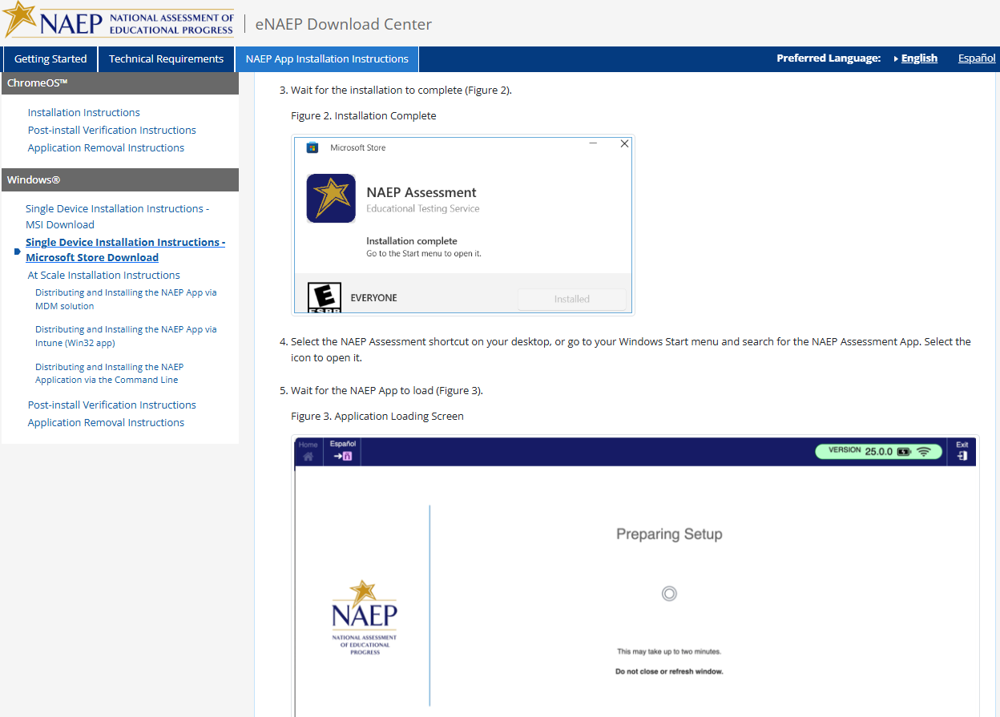 NAEP NATIONAL ASSESSMENT OF
EDUCATIONAL PROGRESS
eNAEP Download Center
Getting Started
Technical Requirements
NAEP App Installation Instructions
Preferred Language:
English
Español
ChromeOS™
Installation Instructions
Post-install Verification Instructions
Application Removal Instructions
Windows®
Single Device Installation Instructions -
MSI Download
Single Device Installation Instructions -
Microsoft Store Download
At Scale Installation Instructions
Distributing and Installing the NAEP App via
MDM solution
Distributing and Installing the NAEP App via
Intune (Win32 app)
Distributing and Installing the NAEP
Application via the Command Line
Post-install Verification Instructions
Application Removal Instructions
3. Wait for the installation to complete (Figure 2).
Figure 2. Installation Complete
Microsoft Store
NAEP Assessment
Educational Testing Service
Installation complete
Go to the Start menu to open it.
E
ESRB
EVERYONE
Installed
4. Select the NAEP Assessment shortcut on your desktop, or go to your Windows Start menu and search for the NAEP Assessment App. Select the
icon to open it.
5. Wait for the NAEP App to load (Figure 3).
Figure 3. Application Loading Screen
Home
Español
VERSION 25.0.0
Exit
Preparing Setup
NAEP
NATIONAL ASSESSMENT
OF EDUCATIONAL
PROGRESS
This may take up to two minutes.
Do not close or refresh window.